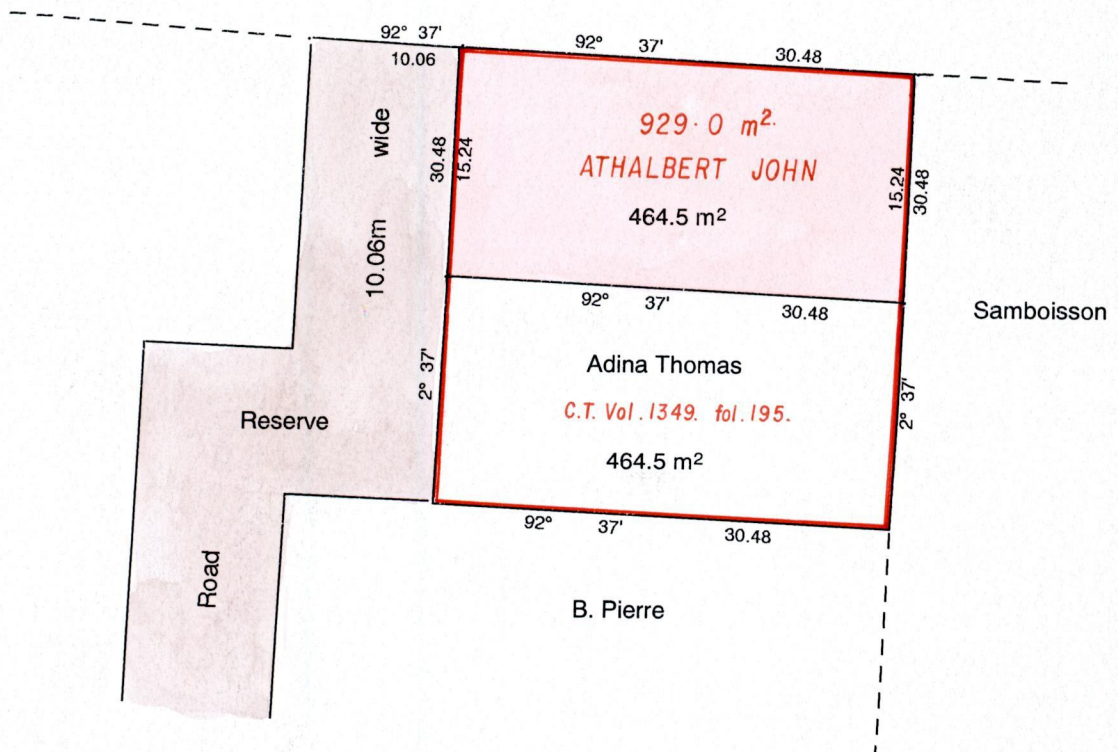 92° 37'
10.06
92° 37'
30.48
wide
10.06m
30.48
15.24
929·0 m².
ATHALBERT JOHN
464.5 m²
15.24
30.48
92° 37'
30.48
Samboisson
2° 37'
Adina Thomas
C.T. Vol.1349. fol.195.
464.5 m²
2° 37'
Reserve
92° 37'
30.48
Road
B. Pierre